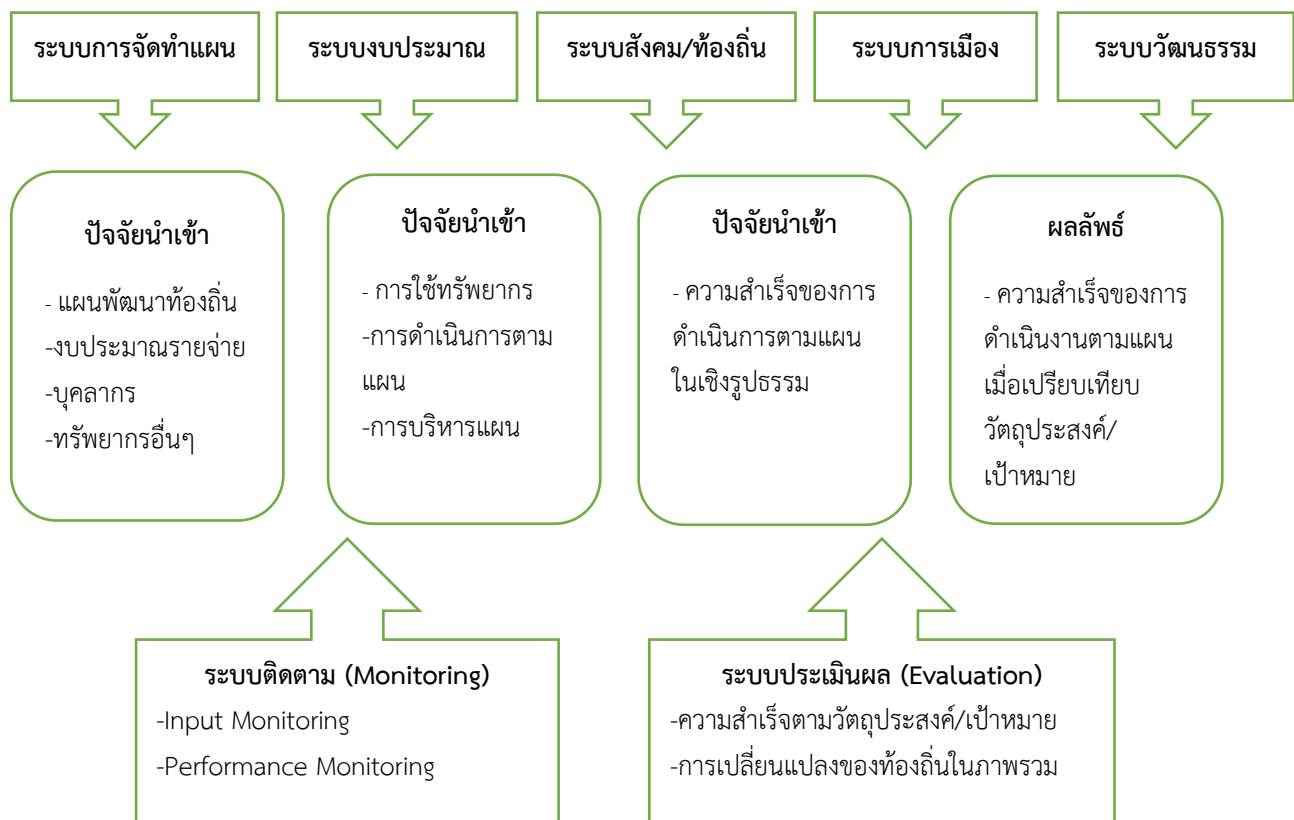 ระบบการจัดทำแผน
ระบบงบประมาณ
ระบบสังคม/ท้องถิ่น
ระบบการเมือง
ระบบวัฒนธรรม
ปัจจัยนำเข้า
- แผนพัฒนาท้องถิ่น
-งบประมาณรายจ่าย
-บุคลากร
-ทรัพยากรอื่นๆ
ปัจจัยนำเข้า
- การใช้ทรัพยากร
-การดำเนินการตาม
แผน
-การบริหารแผน
ปัจจัยนำเข้า
- ความสำเร็จของการ
ดำเนินการตามแผน
ในเชิงรูปธรรม
ผลลัพธ์
- ความสำเร็จของการ
ดำเนินงานตามแผน
เมื่อเปรียบเทียบ
วัตถุประสงค์/
เป้าหมาย
ระบบติดตาม (Monitoring)
-Input Monitoring
-Performance Monitoring
ระบบประเมินผล (Evaluation)
-ความสำเร็จตามวัตถุประสงค์/เป้าหมาย
-การเปลี่ยนแปลงของท้องถิ่นในภาพรวม